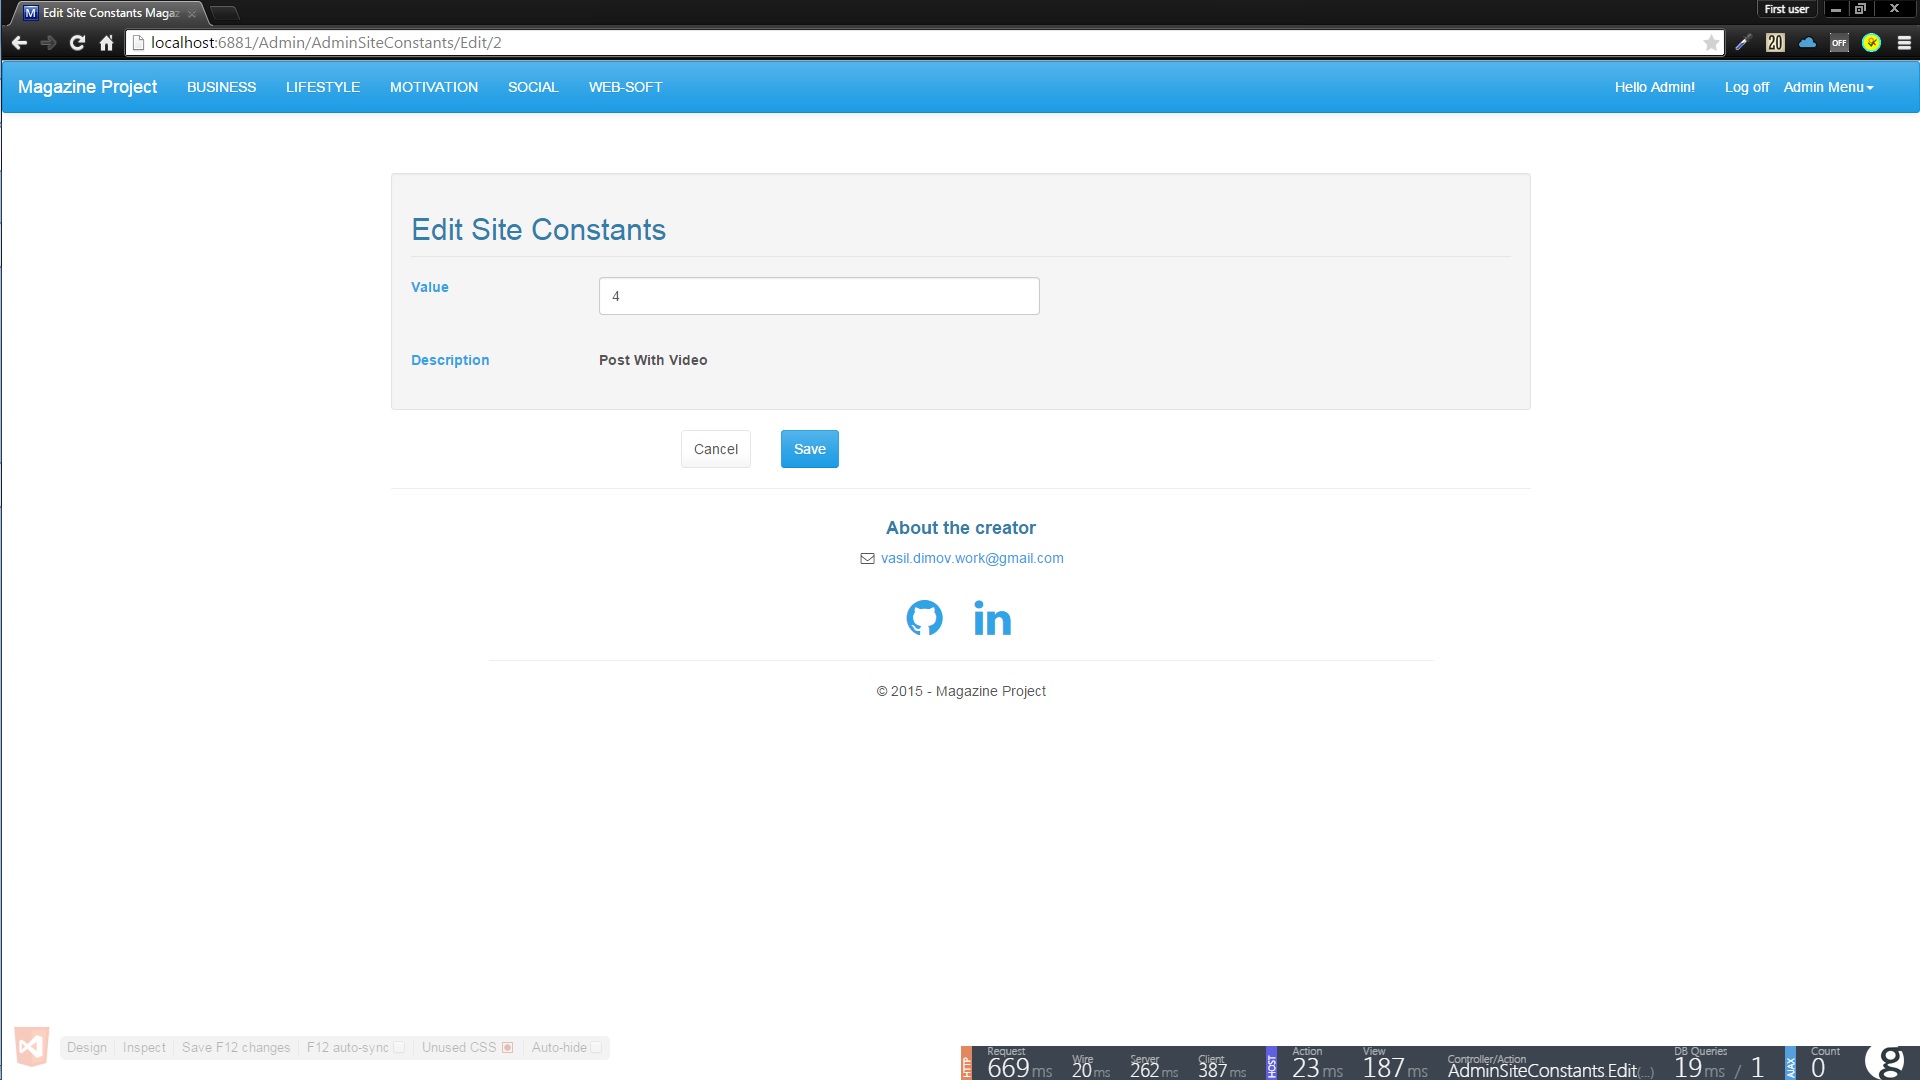 Edit Site Constants Magaz
First user
localhost:6881/Admin/AdminSiteConstants/Edit/2
20
OFF
Magazine Project BUSINESS LIFESTYLE MOTIVATION SOCIAL WEB-SOFT Hello Admin! Log off Admin Menu
Edit Site Constants
Value 4
Description Post With Video
Cancel Save
About the creator
vasil.dimov.work@gmail.com
in
© 2015 - Magazine Project
Design Inspect Save F12 changes F12 auto-sync Unused CSS Auto-hide
HTTP Request Wire Server Client HOST Action View Controller/Action DB Queries AJAX Count
669 ms 20 ms 262 ms 387 ms 23 ms 187 ms AdminSiteConstants Edit(...) 19 ms / 1 0 g